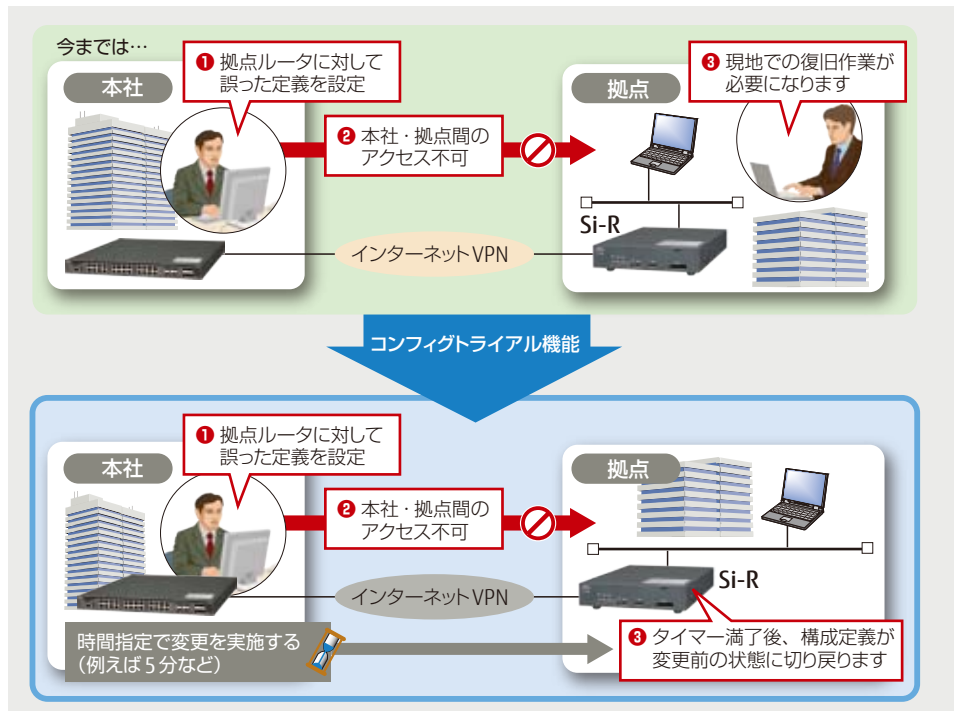 今までは…
本社
❶ 拠点ルータに対して
誤った定義を設定
❷ 本社・拠点間の
アクセス不可
拠点
❸ 現地での復旧作業が
必要になります
Si-R
インターネットVPN
コンフィグトライアル機能
本社
❶ 拠点ルータに対して
誤った定義を設定
❷ 本社・拠点間の
アクセス不可
拠点
Si-R
インターネットVPN
時間指定で変更を実施する
（例えば5分など）
❸ タイマー満了後、構成定義が
変更前の状態に切り戻ります